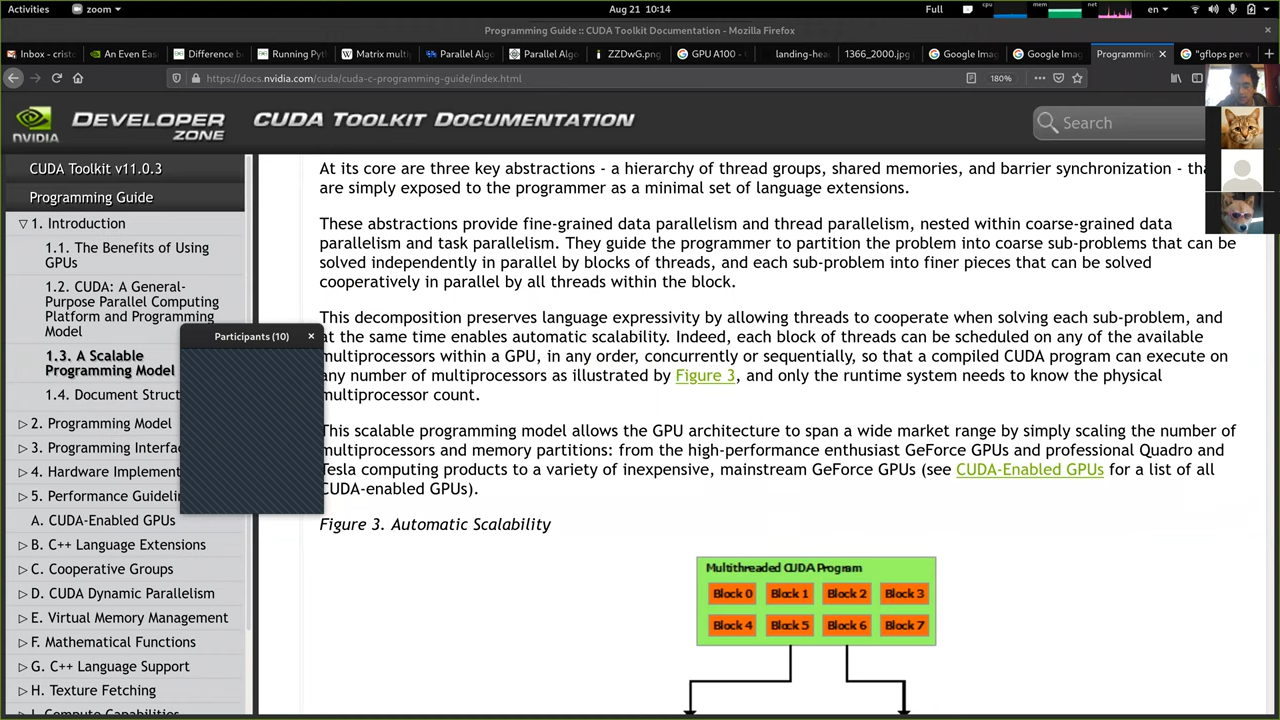 Activities
zoom
Aug 21 10:14
Full
cpu
mem
net
en
Programming Guide :: CUDA Toolkit Documentation - Mozilla Firefox
Inbox - cristo
An Even Eas
Difference b
Running Pyt
Matrix multi
Parallel Algo
Parallel Algo
ZZDwG.png
GPU A100 -
landing-hea
1366_2000.jpg
Google Imag
Google Imag
Programmin
"gflops per w
https://docs.nvidia.com/cuda/cuda-c-programming-guide/index.html
180%
NVIDIA
DEVELOPER
ZONE
CUDA TOOLKIT DOCUMENTATION
Search
CUDA Toolkit v11.0.3
Programming Guide
1. Introduction
1.1. The Benefits of Using
GPUs
1.2. CUDA: A General-
Purpose Parallel Computing
Platform and Programming
Model
1.3. A Scalable
Programming Model
1.4. Document Struct
2. Programming Model
3. Programming Interfa
4. Hardware Implement
5. Performance Guidelin
A. CUDA-Enabled GPUs
B. C++ Language Extensions
C. Cooperative Groups
D. CUDA Dynamic Parallelism
E. Virtual Memory Management
F. Mathematical Functions
G. C++ Language Support
H. Texture Fetching
I. Compute Capabilities
Participants (10)
At its core are three key abstractions - a hierarchy of thread groups, shared memories, and barrier synchronization - tha
are simply exposed to the programmer as a minimal set of language extensions.
These abstractions provide fine-grained data parallelism and thread parallelism, nested within coarse-grained data
parallelism and task parallelism. They guide the programmer to partition the problem into coarse sub-problems that can be
solved independently in parallel by blocks of threads, and each sub-problem into finer pieces that can be solved
cooperatively in parallel by all threads within the block.
This decomposition preserves language expressivity by allowing threads to cooperate when solving each sub-problem, and
at the same time enables automatic scalability. Indeed, each block of threads can be scheduled on any of the available
multiprocessors within a GPU, in any order, concurrently or sequentially, so that a compiled CUDA program can execute on
any number of multiprocessors as illustrated by Figure 3, and only the runtime system needs to know the physical
multiprocessor count.
This scalable programming model allows the GPU architecture to span a wide market range by simply scaling the number of
multiprocessors and memory partitions: from the high-performance enthusiast GeForce GPUs and professional Quadro and
Tesla computing products to a variety of inexpensive, mainstream GeForce GPUs (see CUDA-Enabled GPUs for a list of all
CUDA-enabled GPUs).
Figure 3. Automatic Scalability
Multithreaded CUDA Program
Block 0 Block 1 Block 2 Block 3
Block 4 Block 5 Block 6 Block 7